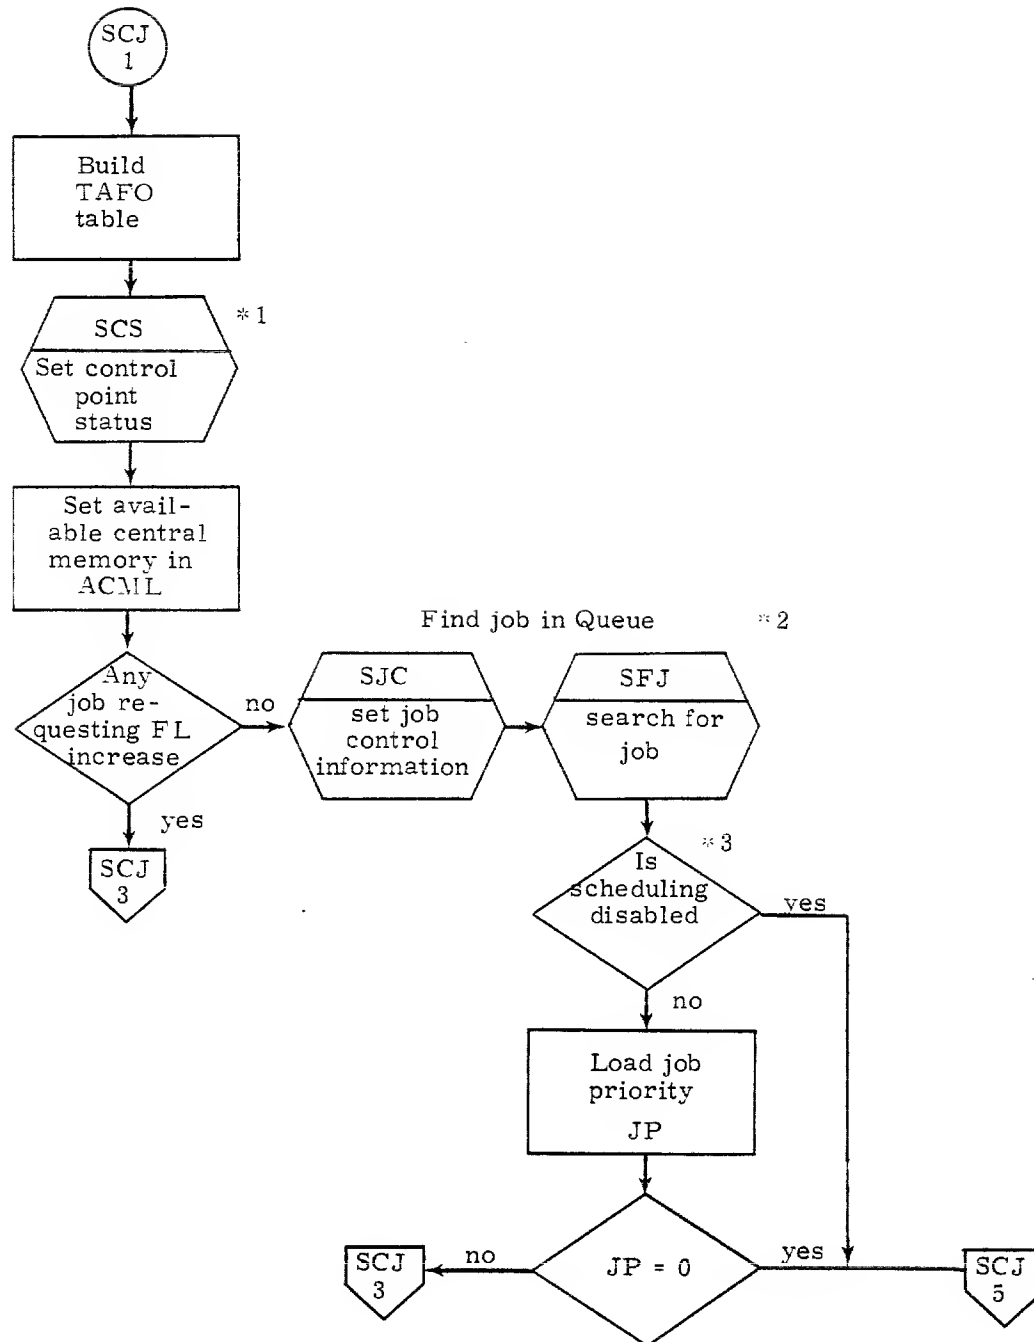 SCJ
1
Build
TAFO
table
SCS
*1
Set control
point
status
Set avail-
able central
memory in
ACML
Find job in Queue
*2
Any
job re-
questing FL
increase
no
SJC
set job
control
information
SFJ
search for
job
yes
SCJ
3
*3
Is
scheduling
disabled
yes
no
Load job
priority
JP
SCJ
3
no
JP = 0
yes
SCJ
5